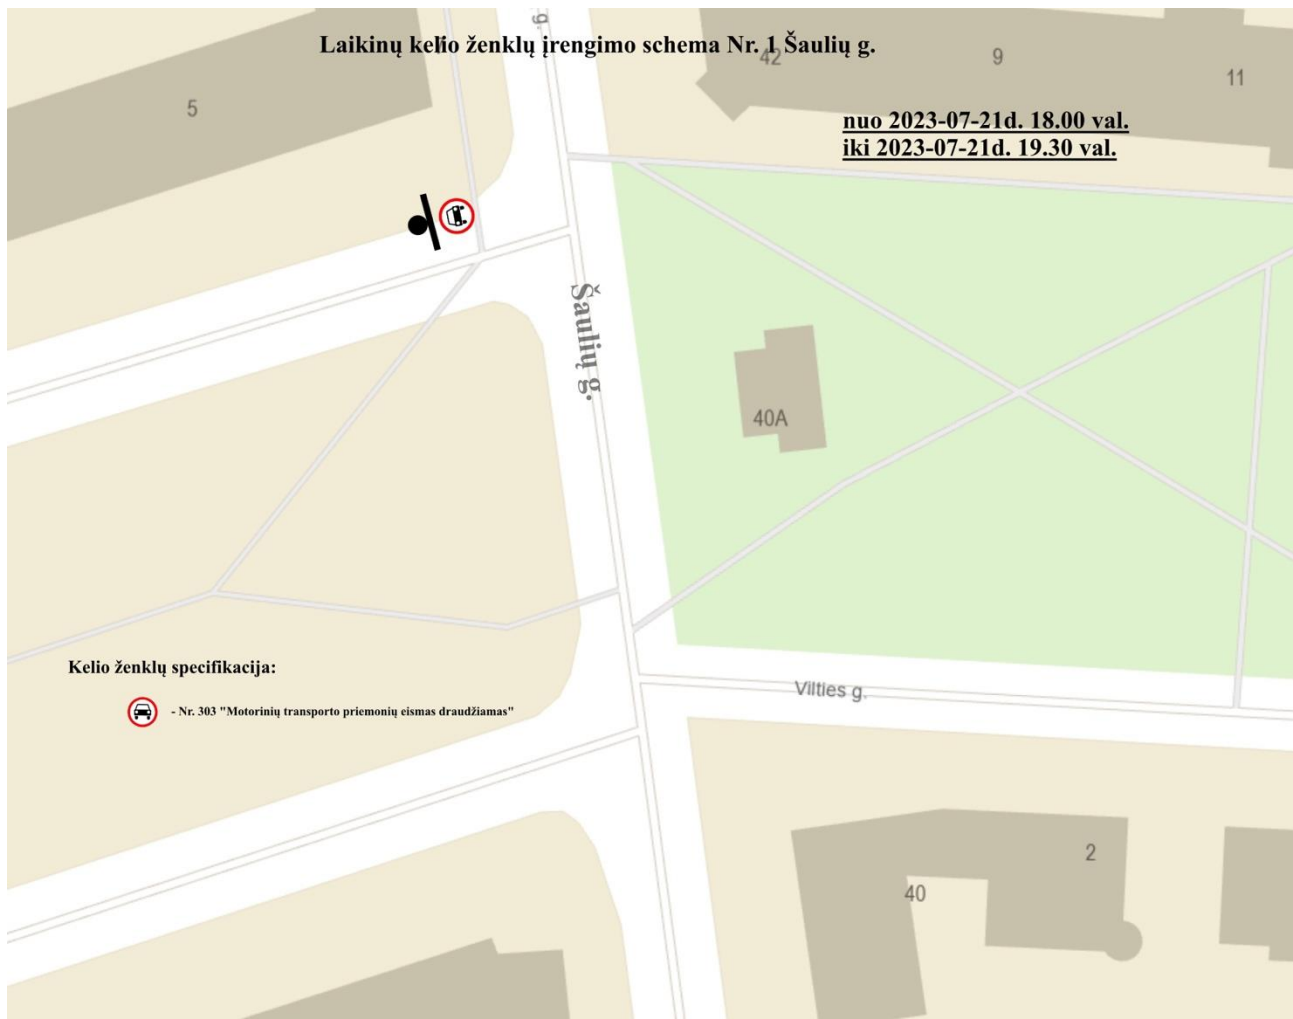 g.
Laikinų kelio ženklų įrengimo schema Nr. 1 Šaulių g.
42
9
11
5
nuo 2023-07-21d. 18.00 val.
iki 2023-07-21d. 19.30 val.
Šaulių g.
40A
Kelio ženklų specifikacija:
Vilties g.
- Nr. 303 "Motorinių transporto priemonių eismas draudžiamas"
2
40